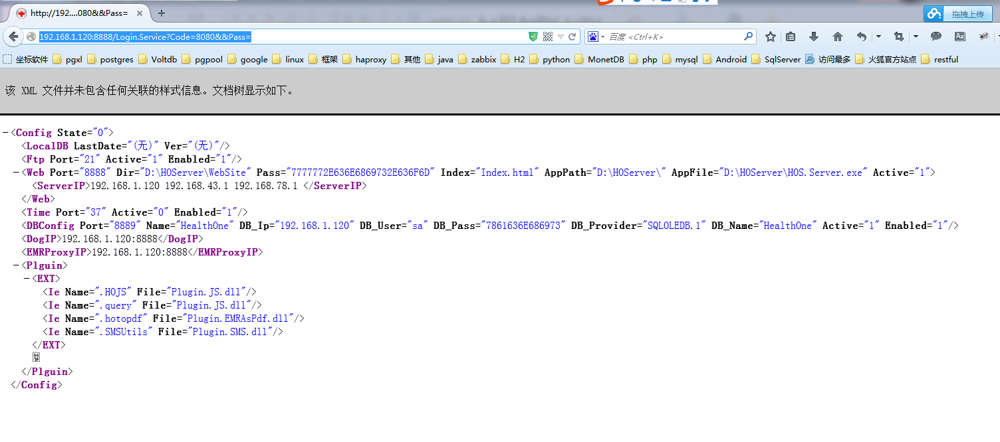 http://192....080&&Pass= × +
拖拽上传
192.168.1.120:8888/Login.Service?Code=8080&&Pass=
百度 <Ctrl+K>
坐标软件 pgxl postgres Voltdb pgpool google linux 框架 haproxy 其他 java zabbix H2 python MonetDB php mysql Android SqlServer 访问最多 火狐官方站点 restful
该 XML 文件并未包含任何关联的样式信息。文档树显示如下。
−<Config State="0">
<LocalDB LastDate="(无)" Ver="(无)"/>
<Ftp Port="21" Active="1" Enabled="1"/>
−<Web Port="8888" Dir="D:\HOServer\WebSite" Pass="7777772E636E6869732E636F6D" Index="Index.html" AppPath="D:\HOServer\" AppFile="D:\HOServer\HOS.Server.exe" Active="1">
<ServerIP>192.168.1.120 192.168.43.1 192.168.78.1 </ServerIP>
</Web>
<Time Port="37" Active="0" Enabled="1"/>
<DBConfig Port="8889" Name="HealthOne" DB_Ip="192.168.1.120" DB_User="sa" DB_Pass="7861636E686973" DB_Provider="SQLOLEDB.1" DB_Name="HealthOne" Active="1" Enabled="1"/>
<DogIP>192.168.1.120:8888</DogIP>
<EMRProxyIP>192.168.1.120:8888</EMRProxyIP>
−<Plguin>
−<EXT>
<Ie Name=".HOJS" File="Plugin.JS.dll"/>
<Ie Name=".query" File="Plugin.JS.dll"/>
<Ie Name=".hotopdf" File="Plugin.EMRAsPdf.dll"/>
<Ie Name=".SMSUtils" File="Plugin.SMS.dll"/>
</EXT>
</Plguin>
</Config>